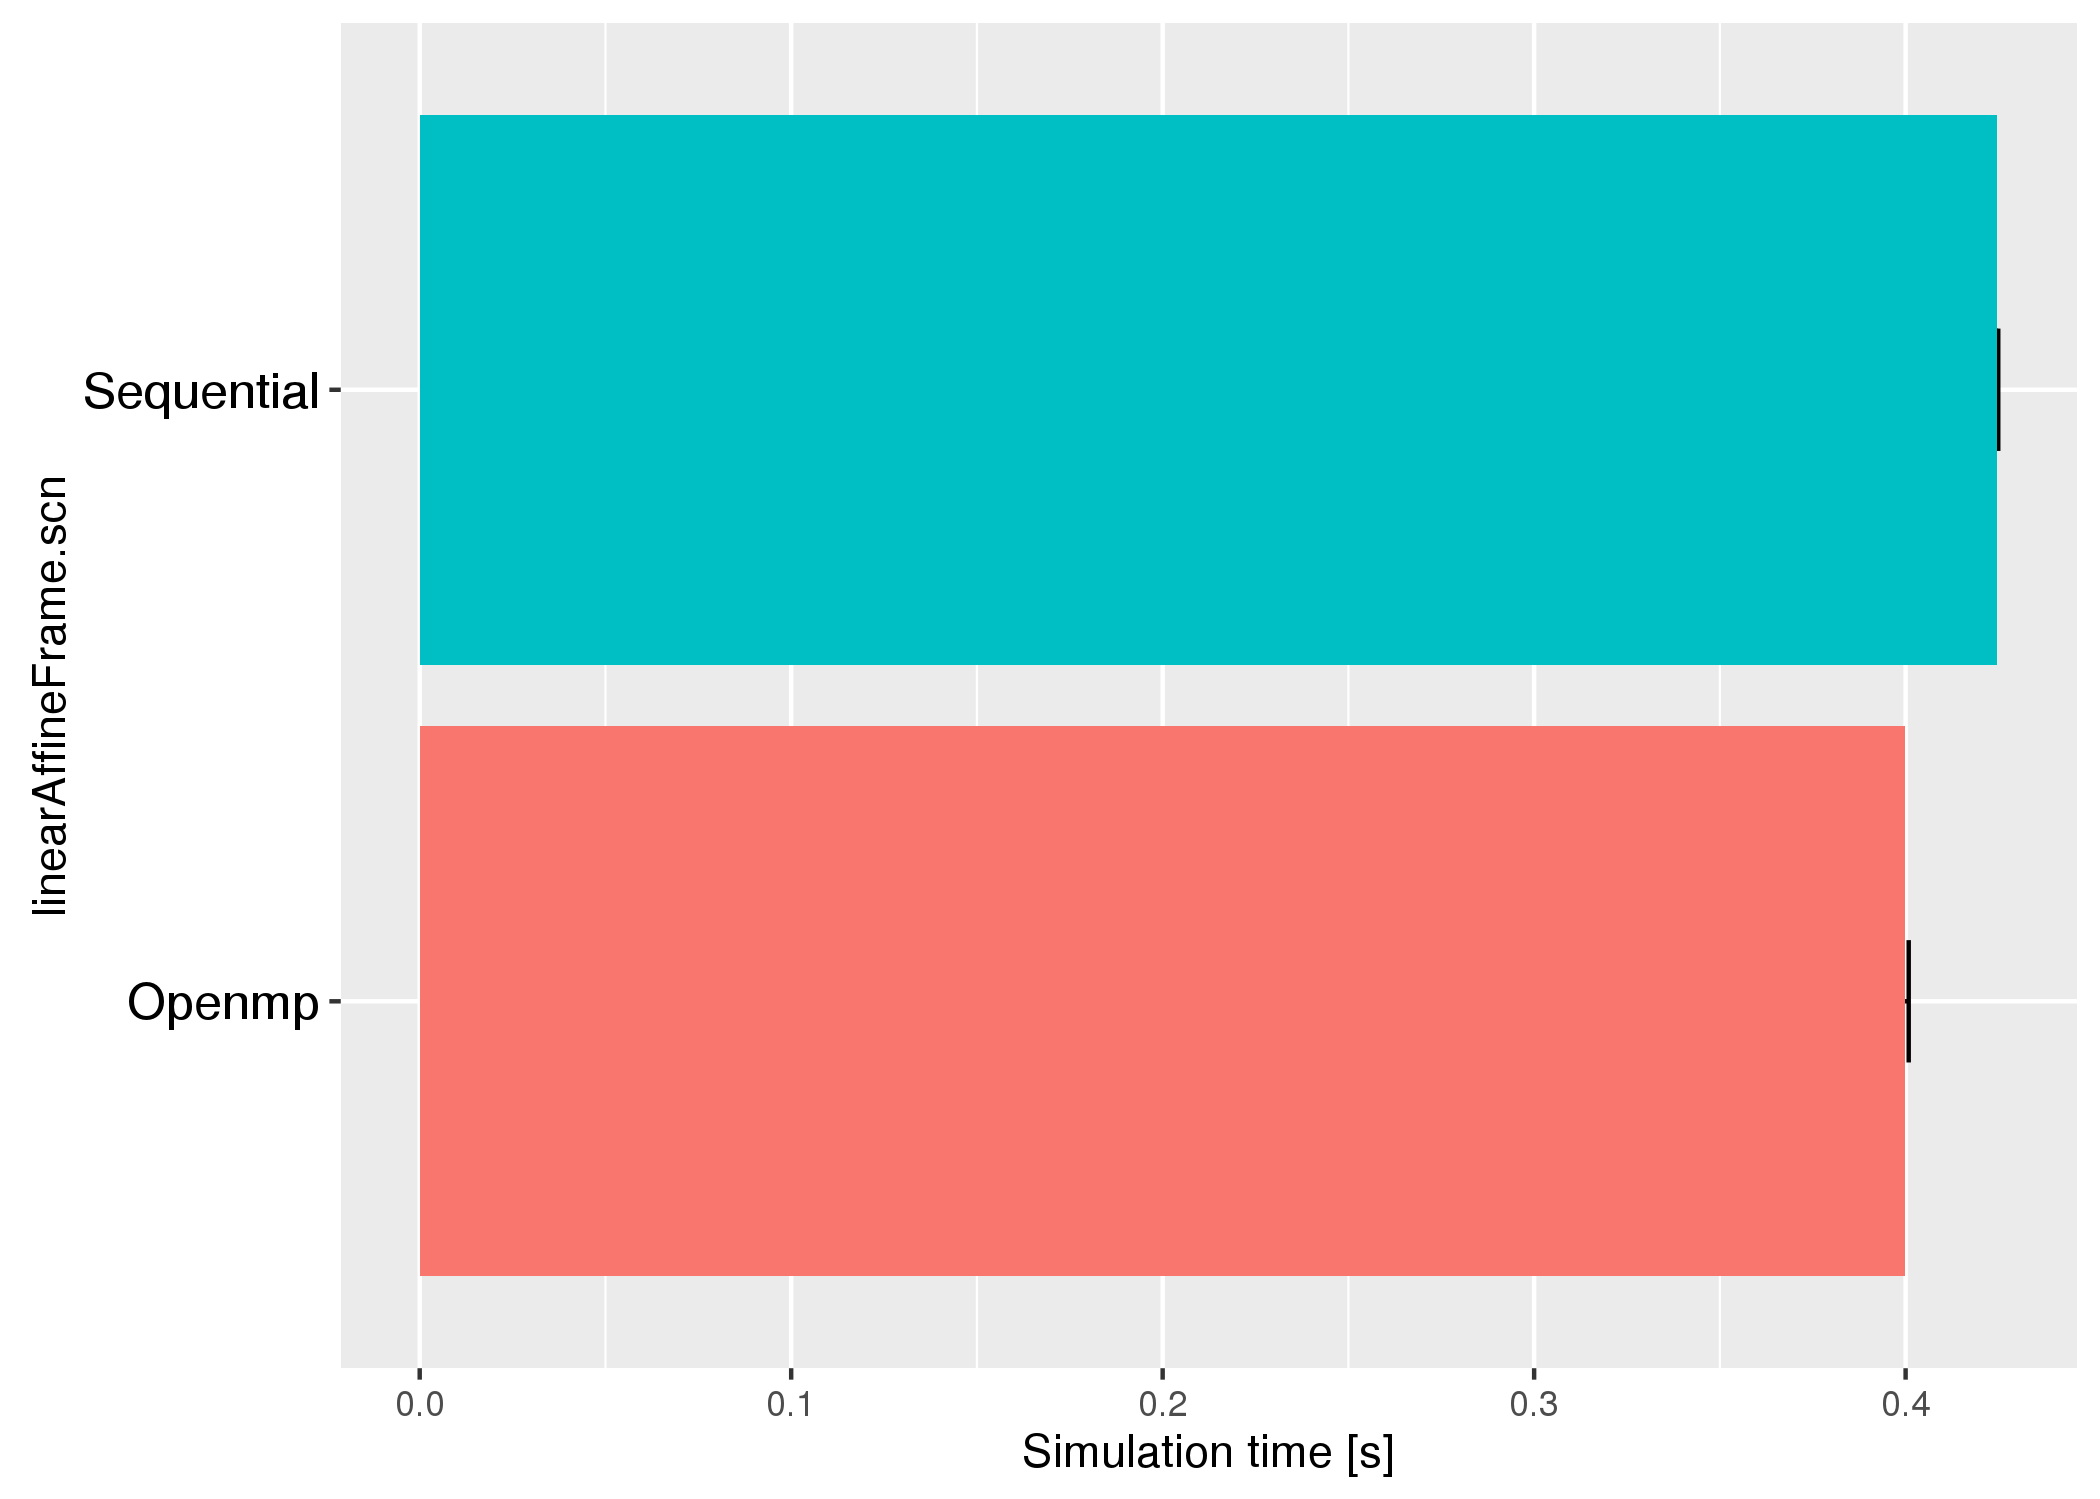 linearAffineFrame.scn
Sequential
Openmp
0.0 0.1 0.2 0.3 0.4
Simulation time [s]